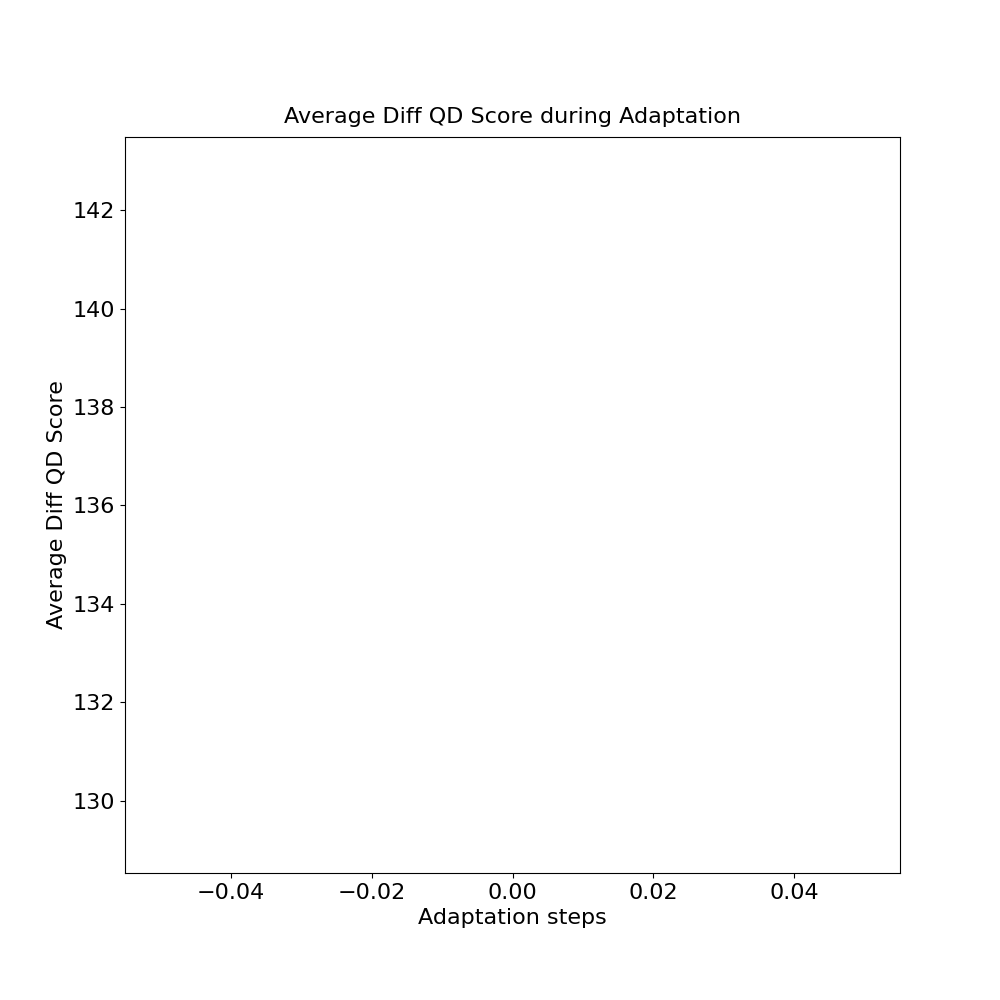 Average Diff QD Score during Adaptation
Average Diff QD Score
142
140
138
136
134
132
130
−0.04 −0.02 0.00 0.02 0.04
Adaptation steps